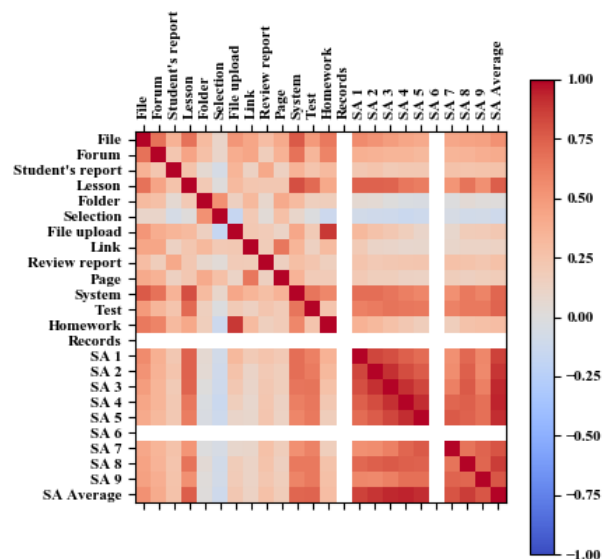 File
Forum
Student's report
Lesson
Folder
Selection
File upload
Link
Review report
Page
System
Test
Homework
Records
SA 1
SA 2
SA 3
SA 4
SA 5
SA 6
SA 7
SA 8
SA 9
SA Average
File
Forum
Student's report
Lesson
Folder
Selection
File upload
Link
Review report
Page
System
Test
Homework
Records
SA 1
SA 2
SA 3
SA 4
SA 5
SA 6
SA 7
SA 8
SA 9
SA Average
1.00
0.75
0.50
0.25
0.00
−0.25
−0.50
−0.75
−1.00